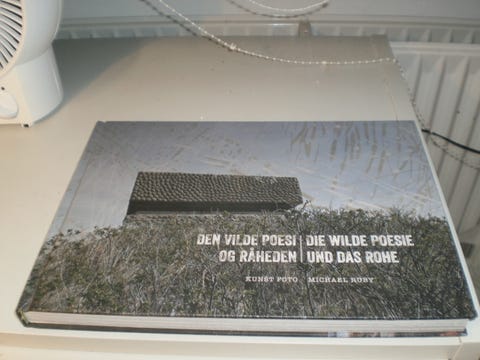 DEN VILDE POESI | DIE WILDE POESIE
OG RÅHEDEN | UND DAS ROHE
KUNST FOTO | MICHAEL RUBY